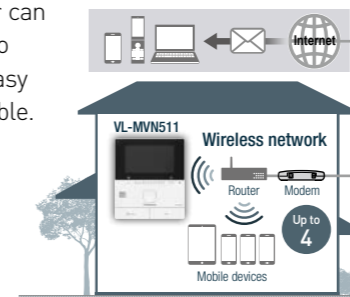 can
o
asy
ble.
Internet
VL-MVN511
Wireless network
Router
Modem
Up to
4
Mobile devices